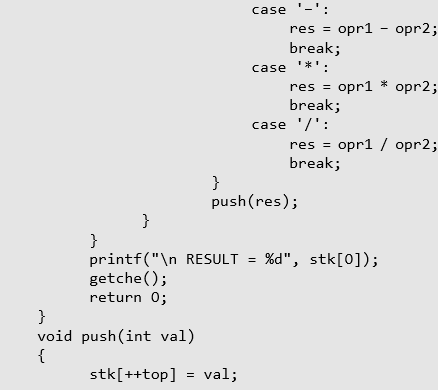 case '-':
res = opr1 - opr2;
break;
case '*':
res = opr1 * opr2;
break;
case '/':
res = opr1 / opr2;
break;
}
push(res);
}
}
printf("\n RESULT = %d", stk[0]);
getche();
return 0;
}
void push(int val)
{
stk[++top] = val;